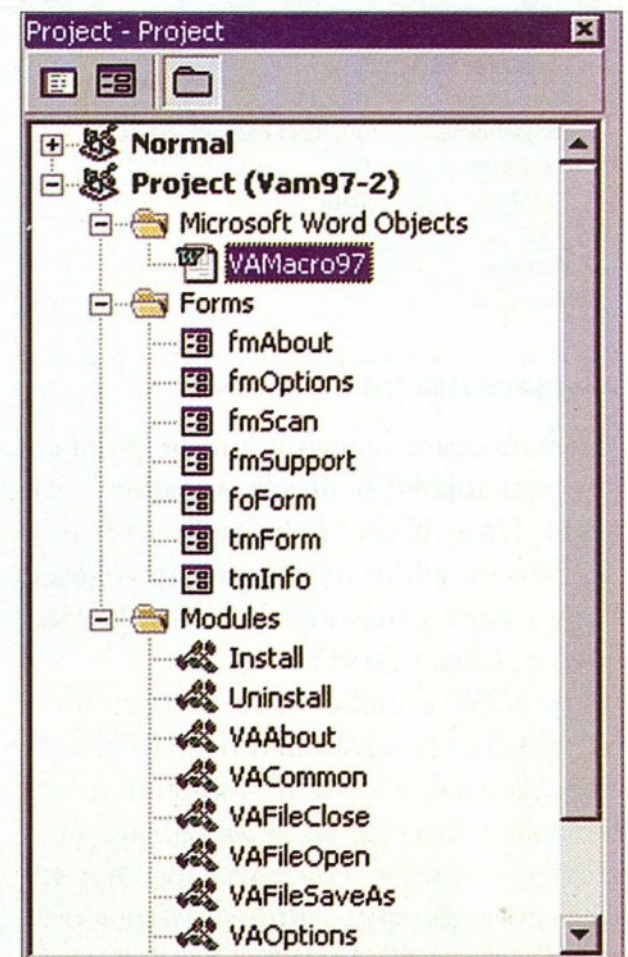 Project - Project
Normal
Project (Vam97-2)
Microsoft Word Objects
VAMacro97
Forms
fmAbout
fmOptions
fmScan
fmSupport
foForm
tmForm
tmInfo
Modules
Install
Uninstall
VAAbout
VACommon
VAFileClose
VAFileOpen
VAFileSaveAs
VAOptions